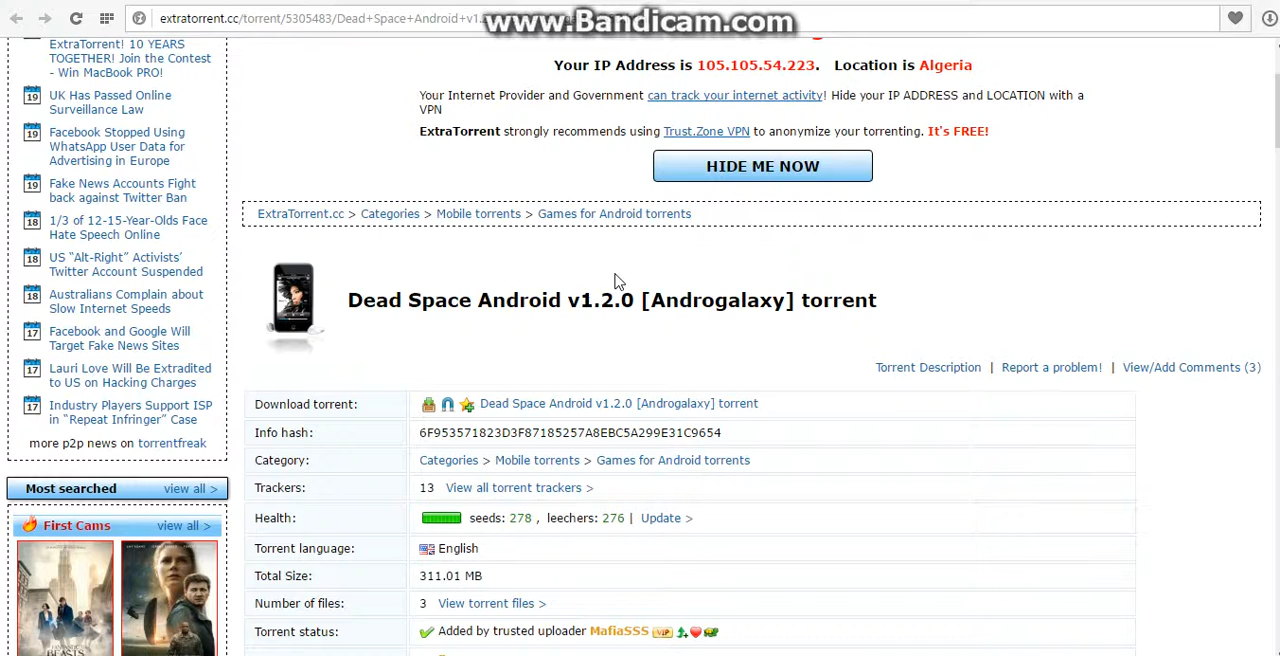 extratorrent.cc/torrent/5305483/Dead+Space+Android+v1.2
www.Bandicam.com
ExtraTorrent! 10 YEARS
TOGETHER! Join the Contest
- Win MacBook PRO!
19 UK Has Passed Online
Surveillance Law
19 Facebook Stopped Using
WhatsApp User Data for
Advertising in Europe
19 Fake News Accounts Fight
back against Twitter Ban
18 1/3 of 12-15-Year-Olds Face
Hate Speech Online
18 US “Alt-Right” Activists’
Twitter Account Suspended
18 Australians Complain about
Slow Internet Speeds
17 Facebook and Google Will
Target Fake News Sites
17 Lauri Love Will Be Extradited
to US on Hacking Charges
17 Industry Players Support ISP
in “Repeat Infringer” Case
more p2p news on torrentfreak
Most searched view all >
First Cams view all >
Your IP Address is 105.105.54.223. Location is Algeria
Your Internet Provider and Government can track your internet activity! Hide your IP ADDRESS and LOCATION with a
VPN
ExtraTorrent strongly recommends using Trust.Zone VPN to anonymize your torrenting. It's FREE!
HIDE ME NOW
ExtraTorrent.cc > Categories > Mobile torrents > Games for Android torrents
Dead Space Android v1.2.0 [Androgalaxy] torrent
Torrent Description | Report a problem! | View/Add Comments (3)
Download torrent: Dead Space Android v1.2.0 [Androgalaxy] torrent
Info hash: 6F953571823D3F87185257A8EBC5A299E31C9654
Category: Categories > Mobile torrents > Games for Android torrents
Trackers: 13 View all torrent trackers >
Health: seeds: 278 , leechers: 276 | Update >
Torrent language: English
Total Size: 311.01 MB
Number of files: 3 View torrent files >
Torrent status: Added by trusted uploader MafiaSSS VIP